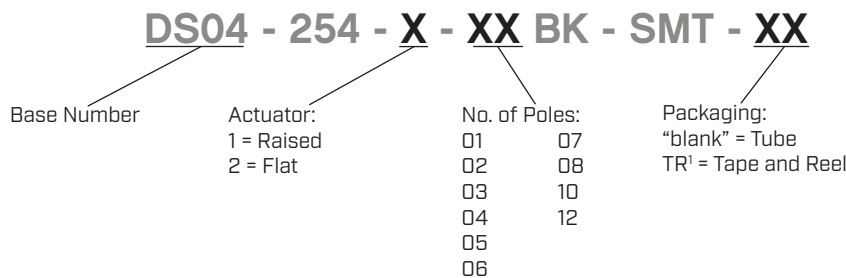 DS04 - 254 - X - XX BK - SMT - XX
Base Number
Actuator:
1 = Raised
2 = Flat
No. of Poles:
01 07
02 08
03 10
04 12
05
06
Packaging:
“blank” = Tube
TR¹ = Tape and Reel